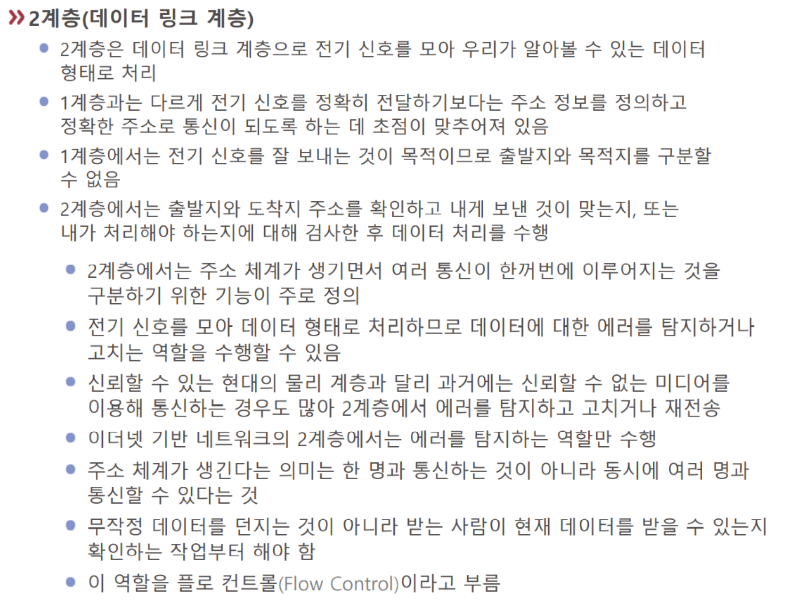 » 2계층(데이터 링크 계층)
• 2계층은 데이터 링크 계층으로 전기 신호를 모아 우리가 알아볼 수 있는 데이터
형태로 처리
• 1계층과는 다르게 전기 신호를 정확히 전달하기보다는 주소 정보를 정의하고
정확한 주소로 통신이 되도록 하는 데 초점이 맞추어져 있음
• 1계층에서는 전기 신호를 잘 보내는 것이 목적이므로 출발지와 목적지를 구분할
수 없음
• 2계층에서는 출발지와 도착지 주소를 확인하고 내게 보낸 것이 맞는지, 또는
내가 처리해야 하는지에 대해 검사한 후 데이터 처리를 수행
• 2계층에서는 주소 체계가 생기면서 여러 통신이 한꺼번에 이루어지는 것을
구분하기 위한 기능이 주로 정의
• 전기 신호를 모아 데이터 형태로 처리하므로 데이터에 대한 에러를 탐지하거나
고치는 역할을 수행할 수 있음
• 신뢰할 수 있는 현대의 물리 계층과 달리 과거에는 신뢰할 수 없는 미디어를
이용해 통신하는 경우도 많아 2계층에서 에러를 탐지하고 고치거나 재전송
• 이더넷 기반 네트워크의 2계층에서는 에러를 탐지하는 역할만 수행
• 주소 체계가 생긴다는 의미는 한 명과 통신하는 것이 아니라 동시에 여러 명과
통신할 수 있다는 것
• 무작정 데이터를 던지는 것이 아니라 받는 사람이 현재 데이터를 받을 수 있는지
확인하는 작업부터 해야 함
• 이 역할을 플로 컨트롤(Flow Control)이라고 부름